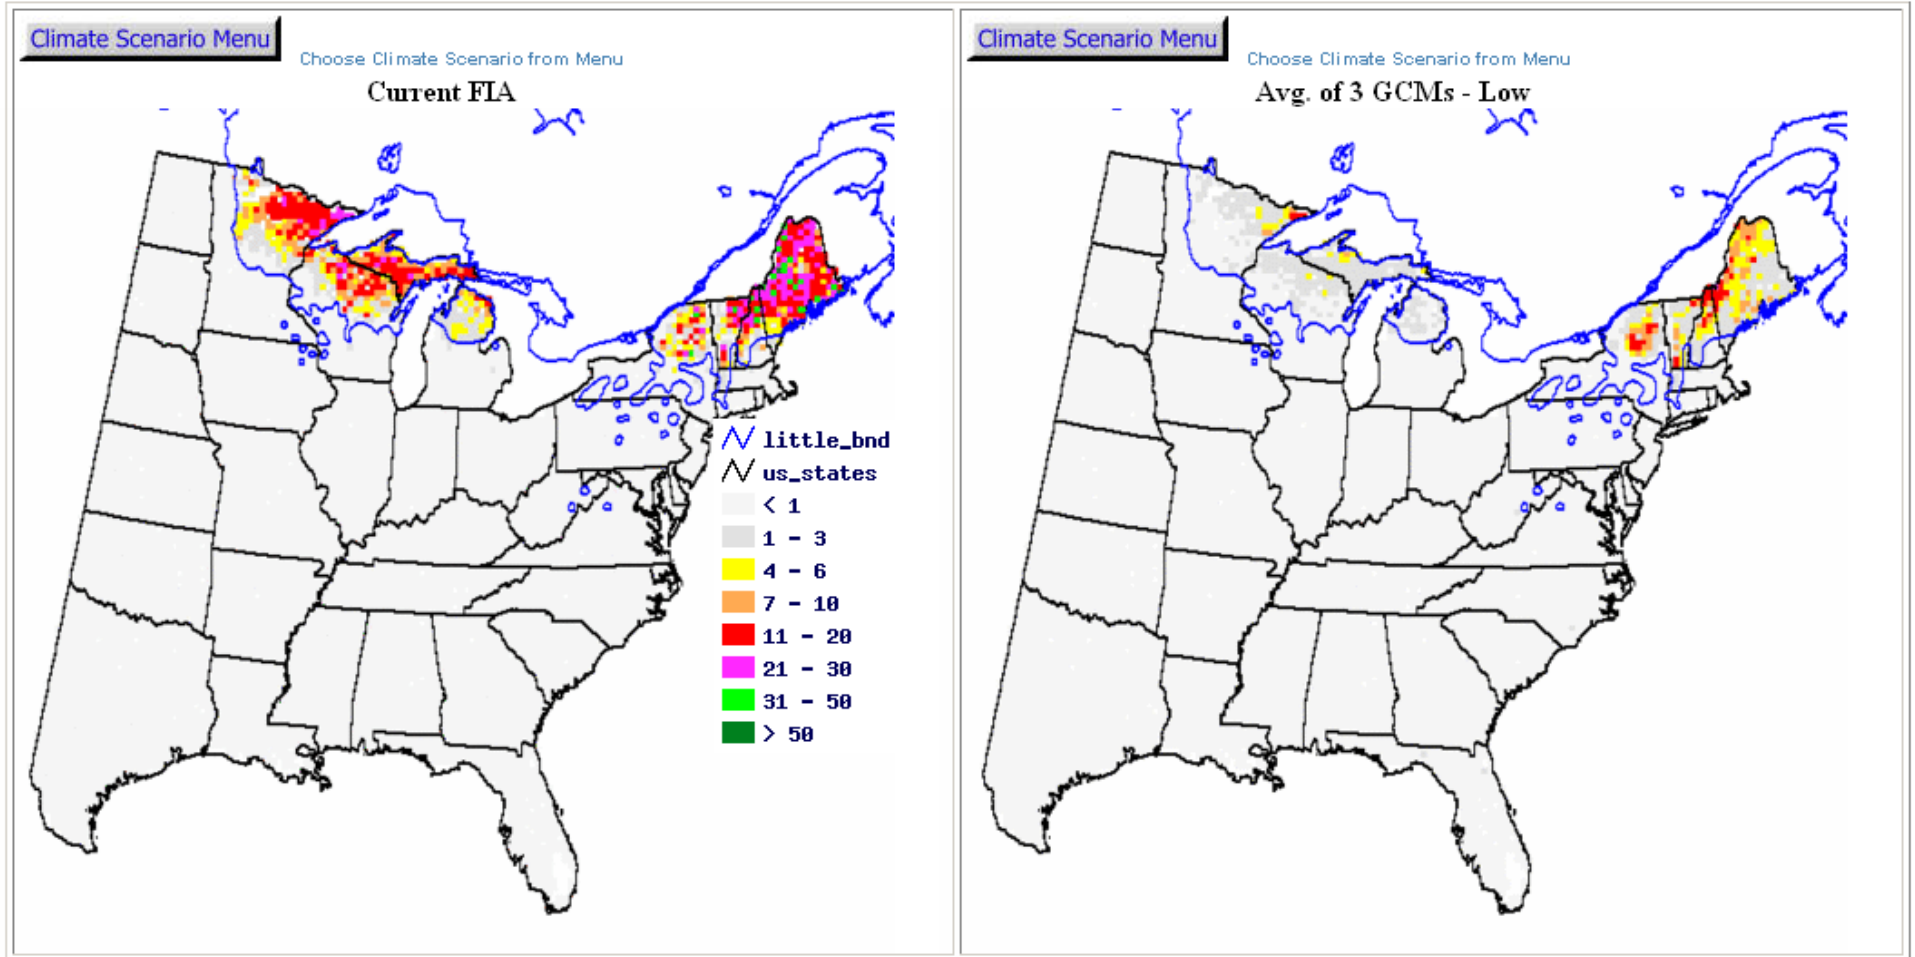 Climate Scenario Menu
Choose Climate Scenario from Menu
Current FIA
little_bnd
us_states
< 1
1 - 3
4 - 6
7 - 10
11 - 20
21 - 30
31 - 50
> 50
Climate Scenario Menu
Choose Climate Scenario from Menu
Avg. of 3 GCMs - Low